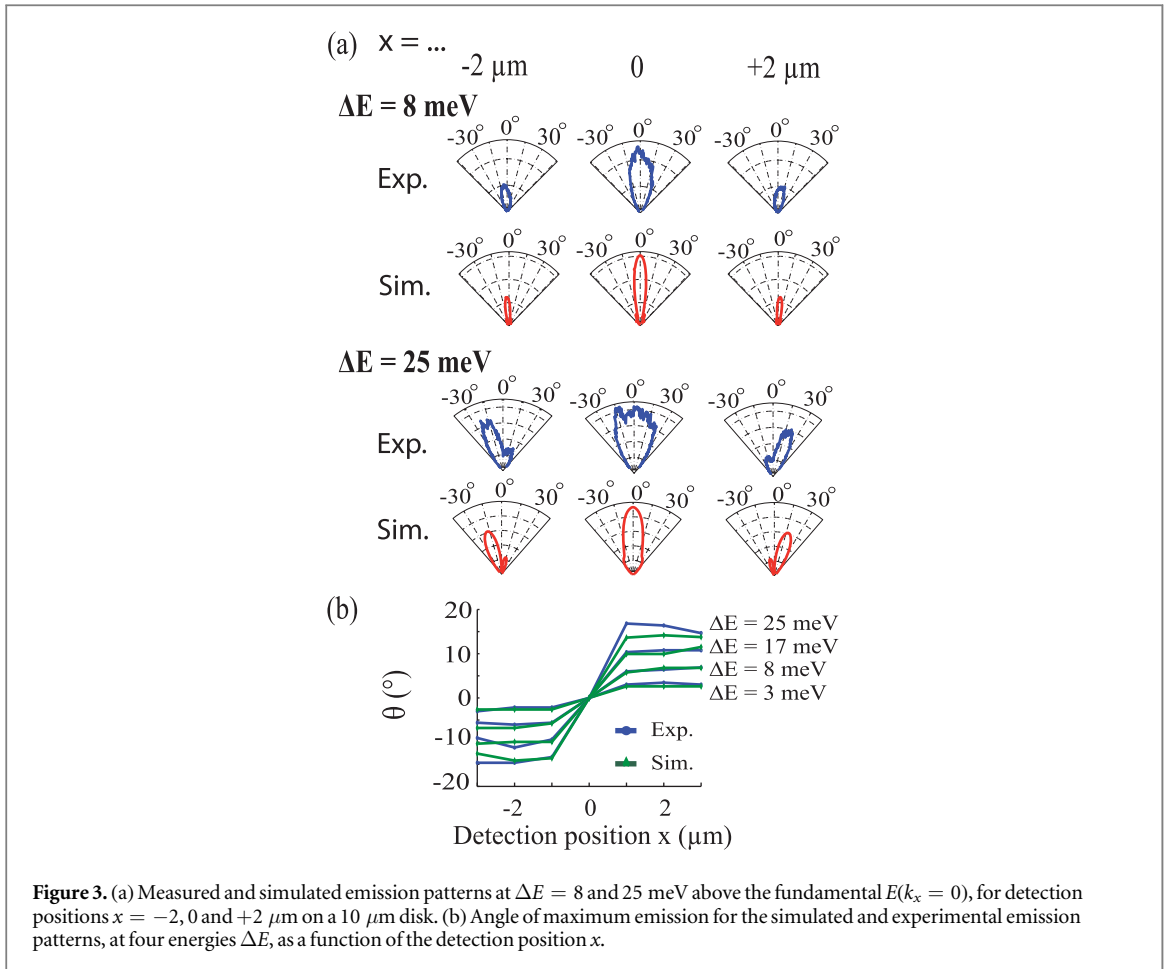 (a) x = ...
-2 µm 0 +2 µm
ΔE = 8 meV
-30° 0° 30° -30° 0° 30° -30° 0° 30°
Exp.
-30° 0° 30° -30° 0° 30° -30° 0° 30°
Sim.
ΔE = 25 meV
-30° 0° 30° -30° 0° 30° -30° 0° 30°
Exp.
-30° 0° 30° -30° 0° 30° -30° 0° 30°
Sim.
(b)
20
10
0
-10
-20
θ (°)
ΔE = 25 meV
ΔE = 17 meV
ΔE = 8 meV
ΔE = 3 meV
Exp.
Sim.
-2 0 2
Detection position x (µm)
Figure 3. (a) Measured and simulated emission patterns at ΔE = 8 and 25 meV above the fundamental E(kₓ = 0), for detection
positions x = −2, 0 and +2 µm on a 10 µm disk. (b) Angle of maximum emission for the simulated and experimental emission
patterns, at four energies ΔE, as a function of the detection position x.